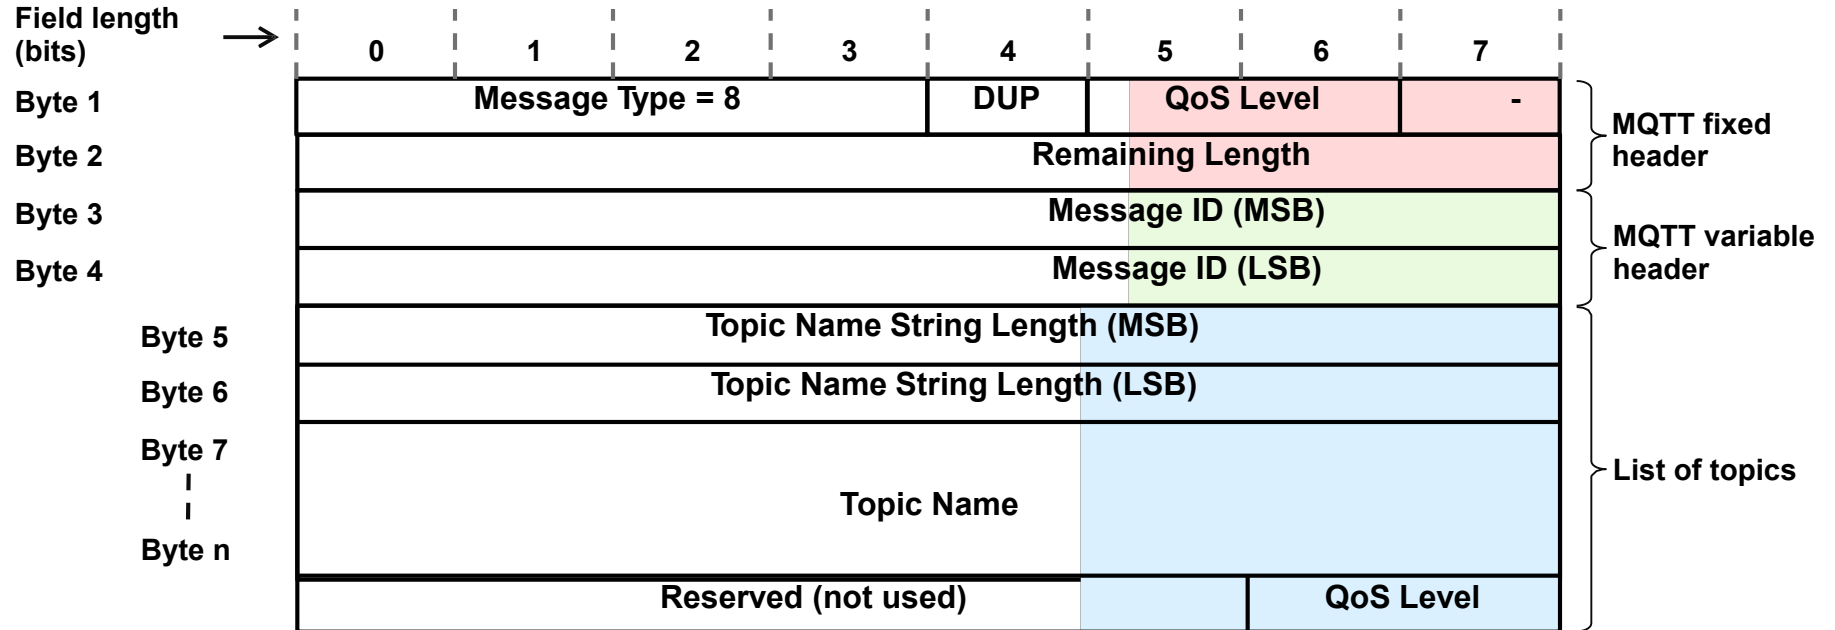 Field length
(bits)
0 1 2 3 4 5 6 7
Byte 1 Message Type = 8 DUP QoS Level -
MQTT fixed
header
Byte 2 Remaining Length
Byte 3 Message ID (MSB)
MQTT variable
header
Byte 4 Message ID (LSB)
Byte 5 Topic Name String Length (MSB)
Byte 6 Topic Name String Length (LSB)
Byte 7
List of topics
Topic Name
Byte n
Reserved (not used) QoS Level